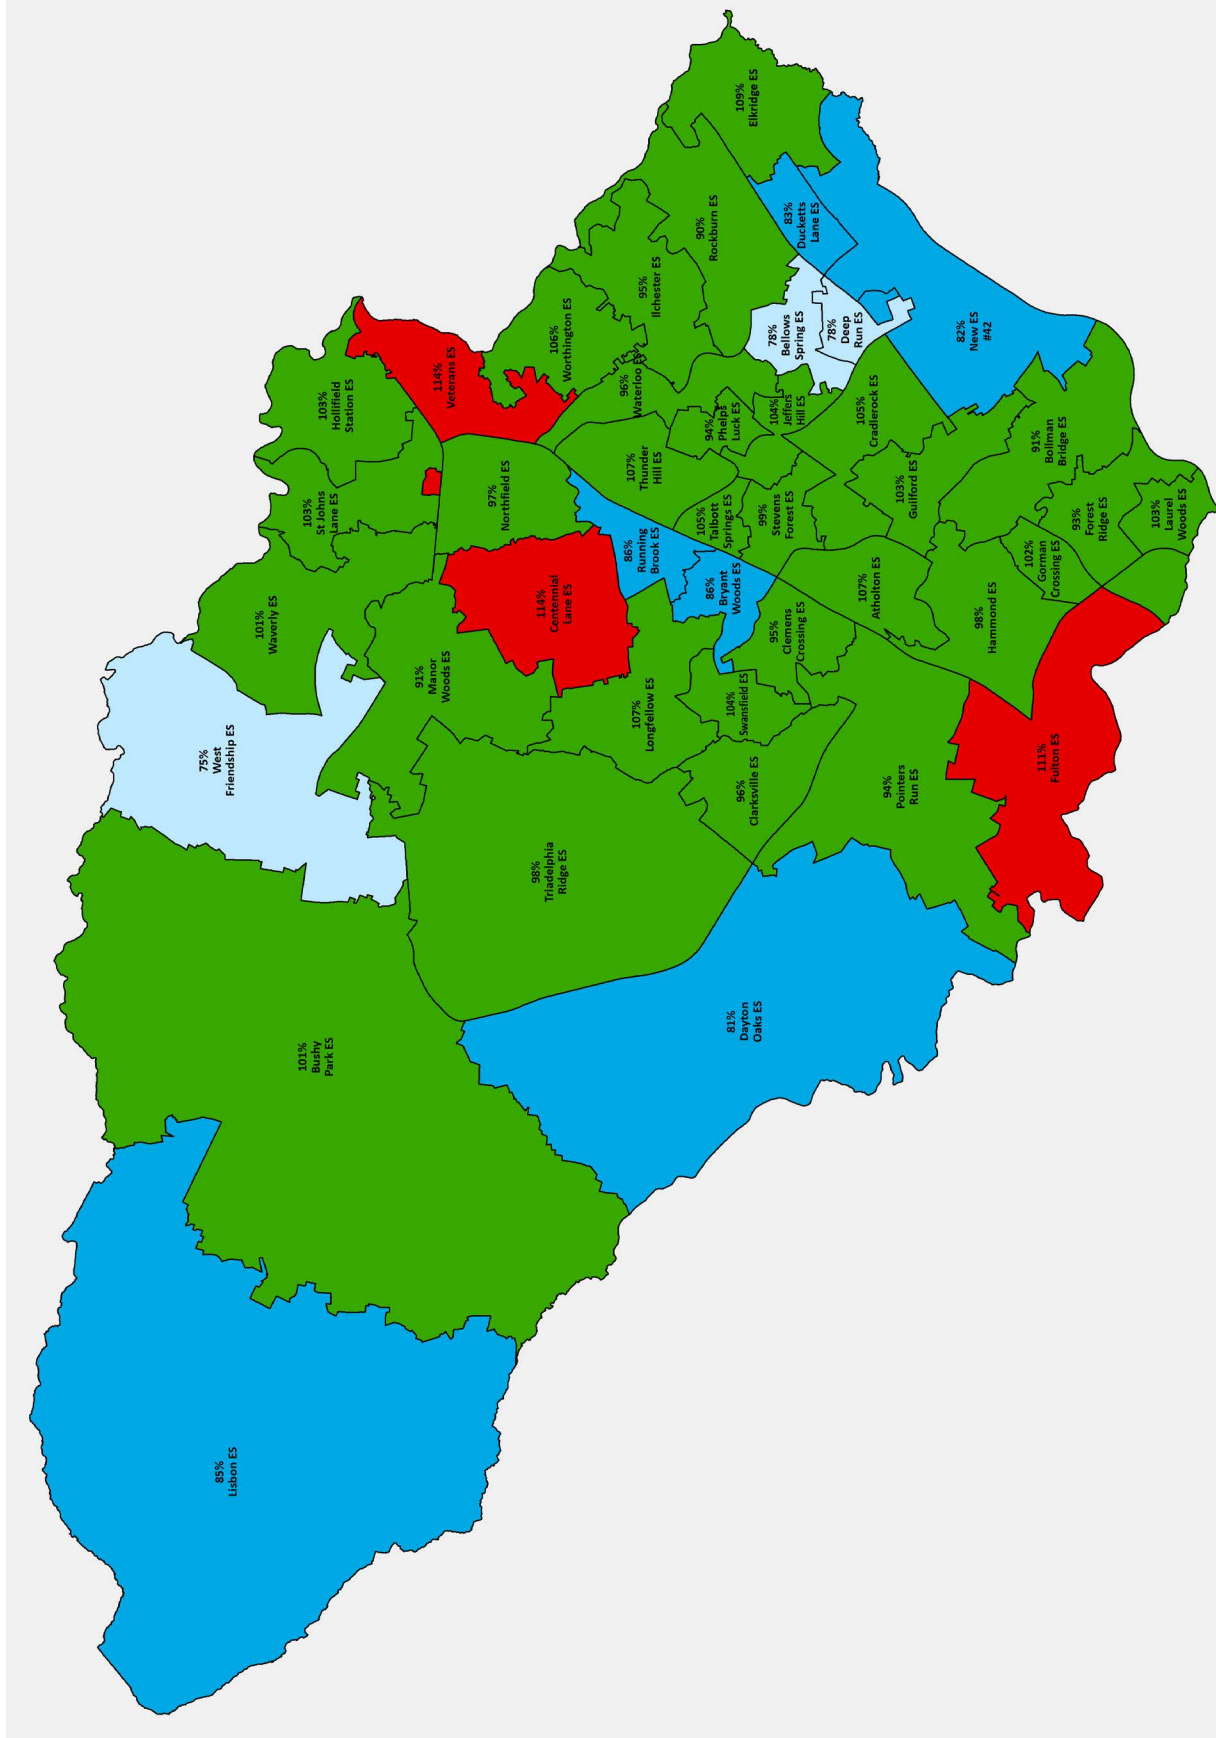 85%
Lisbon ES
75%
West
Friendship ES
101%
Waverly ES
101%
Bushy
Park ES
103%
St Johns
Lane ES
103%
Hollifield
Station ES
91%
Manor
Woods ES
114%
Veterans ES
97%
Northfield ES
98%
Triadelphia
Ridge ES
114%
Centennial
Lane ES
106%
Worthington ES
107%
Longfellow ES
86%
Running
Brook ES
107%
Thunder
Hill ES
96%
Waterloo ES
95%
Ilchester ES
90%
Rockburn ES
81%
Dayton
Oaks ES
96%
Clarksville ES
104%
Swansfield ES
86%
Bryant
Woods ES
105%
Talbott
Springs ES
94%
Phelps
Luck ES
109%
Elkridge ES
99%
Stevens
Forest ES
104%
Jeffers
Hill ES
78%
Bellows
Spring ES
95%
Clemens
Crossing ES
83%
Ducketts
Lane ES
78%
Deep
Run ES
107%
Atholton ES
105%
Cradlerock ES
94%
Pointers
Run ES
103%
Guilford ES
98%
Hammond ES
82%
New ES
#42
111%
Fulton ES
102%
Gorman
Crossing ES
91%
Bollman
Bridge ES
93%
Forest
Ridge ES
103%
Laurel
Woods ES